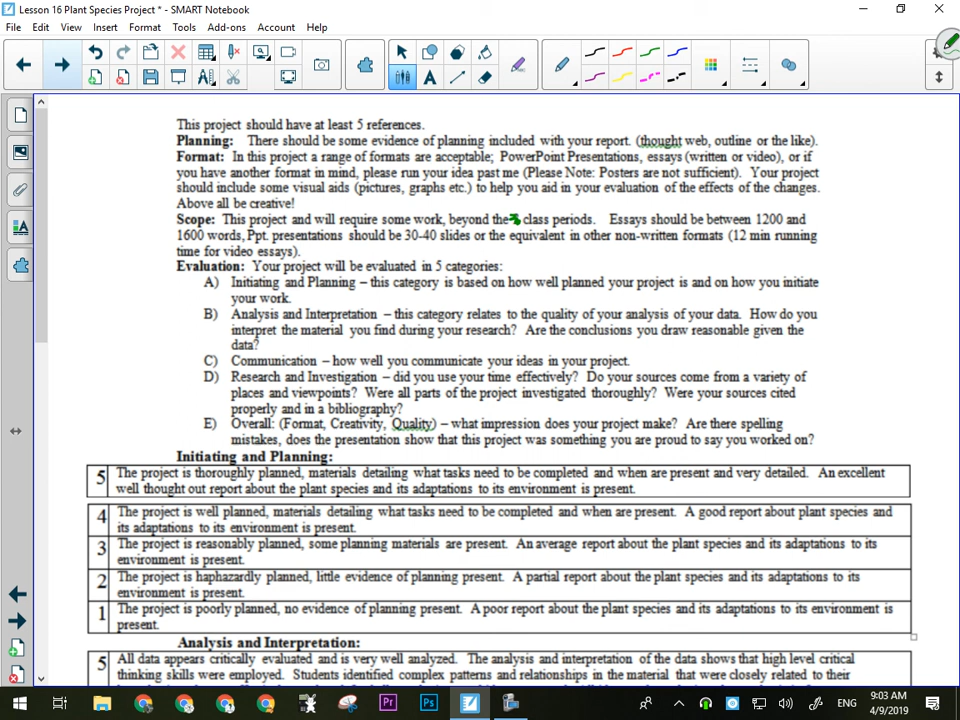 Lesson 16 Plant Species Project * - SMART Notebook
File Edit View Insert Format Tools Add-ons Account Help
This project should have at least 5 references.
Planning: There should be some evidence of planning included with your report. (thought web, outline or the like).
Format: In this project a range of formats are acceptable; PowerPoint Presentations, essays (written or video), or if
you have another format in mind, please run your idea past me (Please Note: Posters are not sufficient). Your project
should include some visual aids (pictures, graphs etc.) to help you aid in your evaluation of the effects of the changes.
Above all be creative!
Scope: This project and will require some work, beyond the class periods. Essays should be between 1200 and
1600 words, Ppt. presentations should be 30-40 slides or the equivalent in other non-written formats (12 min running
time for video essays).
Evaluation: Your project will be evaluated in 5 categories:
A) Initiating and Planning – this category is based on how well planned your project is and on how you initiate
your work.
B) Analysis and Interpretation – this category relates to the quality of your analysis of your data. How do you
interpret the material you find during your research? Are the conclusions you draw reasonable given the
data?
C) Communication – how well you communicate your ideas in your project.
D) Research and Investigation – did you use your time effectively? Do your sources come from a variety of
places and viewpoints? Were all parts of the project investigated thoroughly? Were your sources cited
properly and in a bibliography?
E) Overall: (Format, Creativity, Quality) – what impression does your project make? Are there spelling
mistakes, does the presentation show that this project was something you are proud to say you worked on?
Initiating and Planning:
5 The project is thoroughly planned, materials detailing what tasks need to be completed and when are present and very detailed. An excellent
well thought out report about the plant species and its adaptations to its environment is present.
4 The project is well planned, materials detailing what tasks need to be completed and when are present. A good report about plant species and
its adaptations to its environment is present.
3 The project is reasonably planned, some planning materials are present. An average report about the plant species and its adaptations to its
environment is present.
2 The project is haphazardly planned, little evidence of planning present. A partial report about the plant species and its adaptations to its
environment is present.
1 The project is poorly planned, no evidence of planning present. A poor report about the plant species and its adaptations to its environment is
present.
Analysis and Interpretation:
5 All data appears critically evaluated and is very well analyzed. The analysis and interpretation of the data shows that high level critical
thinking skills were employed. Students identified complex patterns and relationships in the material that were closely related to their
Pr
Ps
ENG
9:03 AM
4/9/2019